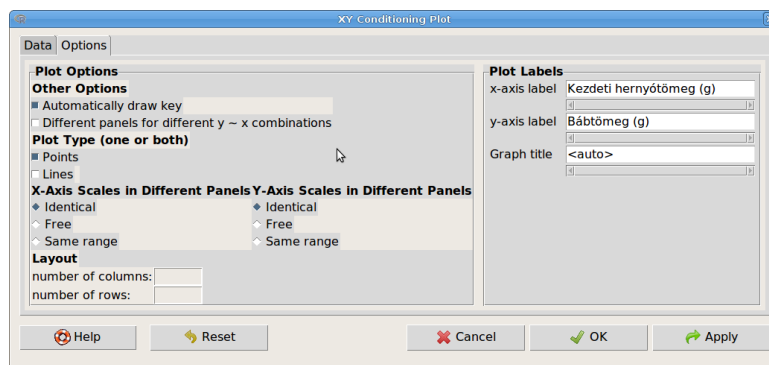 XY Conditioning Plot
Data Options
Plot Options
Other Options
Automatically draw key
Different panels for different y ~ x combinations
Plot Type (one or both)
Points
Lines
X-Axis Scales in Different Panels Y-Axis Scales in Different Panels
Identical Identical
Free Free
Same range Same range
Layout
number of columns:
number of rows:
Plot Labels
x-axis label Kezdeti hernyótömeg (g)
y-axis label Bábtömeg (g)
Graph title <auto>
Help Reset Cancel OK Apply